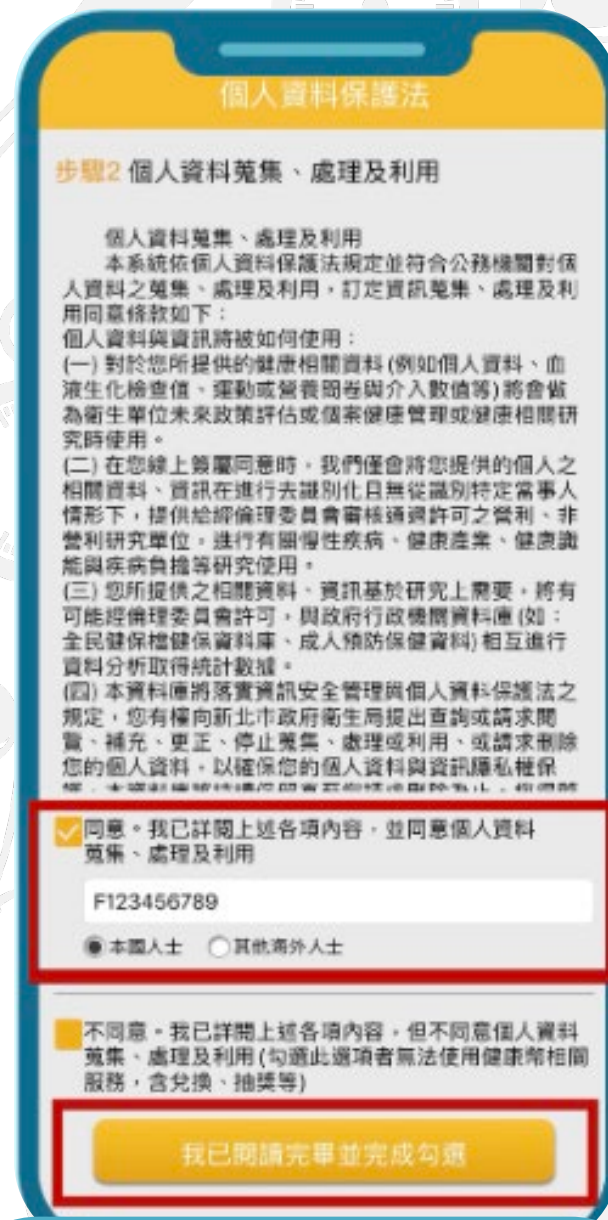 個人資料保護法
步驟2 個人資料蒐集、處理及利用
個人資料蒐集、處理及利用
本系統依個人資料保護法規定並符合公務機關對個
人資料之蒐集、處理及利用，訂定資訊蒐集、處理及利
用同意條款如下：
個人資料與資訊將被如何使用：
(一) 對於您所提供的健康相關資料 (例如個人資料、血
液生化檢查值、運動或營養問卷與介入數值等) 將會做
為衛生單位未來政策評估或個案健康管理或健康相關研
究時使用。
(二) 在您線上簽屬同意時，我們僅會將您提供的個人之
相關資料、資訊在進行去識別化且無從識別特定當事人
情形下，提供給經倫理委員會審核通過許可之營利、非
營利研究單位，進行有關慢性疾病、健康產業、健康識
能與疾病負擔等研究使用。
(三) 您所提供之相關資料、資訊基於研究上需要，將有
可能經倫理委員會許可，與政府行政機關資料庫 (如：
全民健保檔健保資料庫、成人預防保健資料) 相互進行
資料分析取得統計數據。
(四) 本資料庫將落實資訊安全管理與個人資料保護法之
規定，您有權向新北市政府衛生局提出查詢或請求閱
覽、補充、更正、停止蒐集、處理或利用、或請求刪除
您的個人資料，以確保您的個人資料與資訊隱私權保
同意。我已詳閱上述各項內容，並同意個人資料
蒐集、處理及利用
F123456789
本國人士 其他海外人士
不同意。我已詳閱上述各項內容，但不同意個人資料
蒐集、處理及利用 (勾選此選項者無法使用健康幣相關
服務，含兌換、抽獎等)
我已閱讀完畢並完成勾選